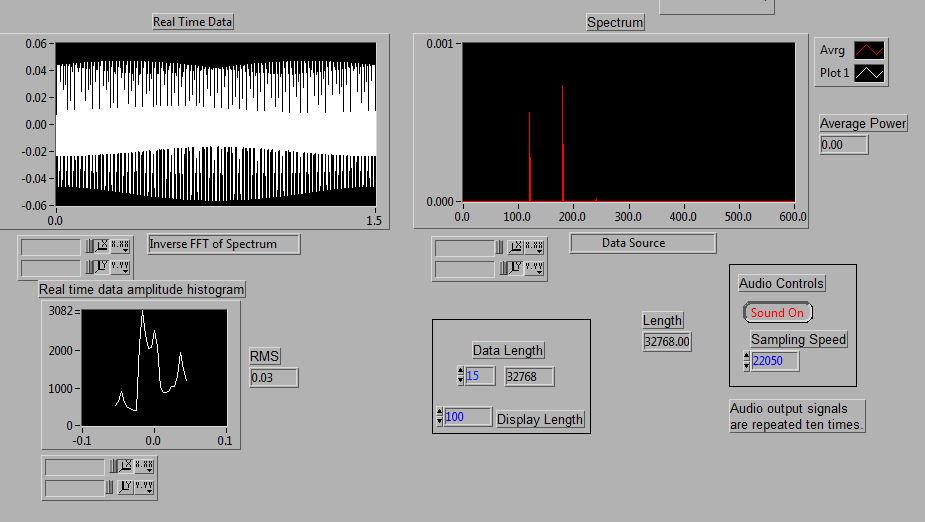 Real Time Data
0.06
0.04
0.02
0.00
-0.02
-0.04
-0.06
0.0
1.5
Inverse FFT of Spectrum
Spectrum
0.001
0.000
0.0
100.0
200.0
300.0
400.0
500.0
600.0
Avrg
Plot 1
Average Power
0.00
Data Source
Real time data amplitude histogram
3082
2000
1000
0
-0.1
0.0
0.1
RMS
0.03
Data Length
15
32768
100
Display Length
Length
32768.00
Audio Controls
Sound On
Sampling Speed
22050
Audio output signals
are repeated ten times.